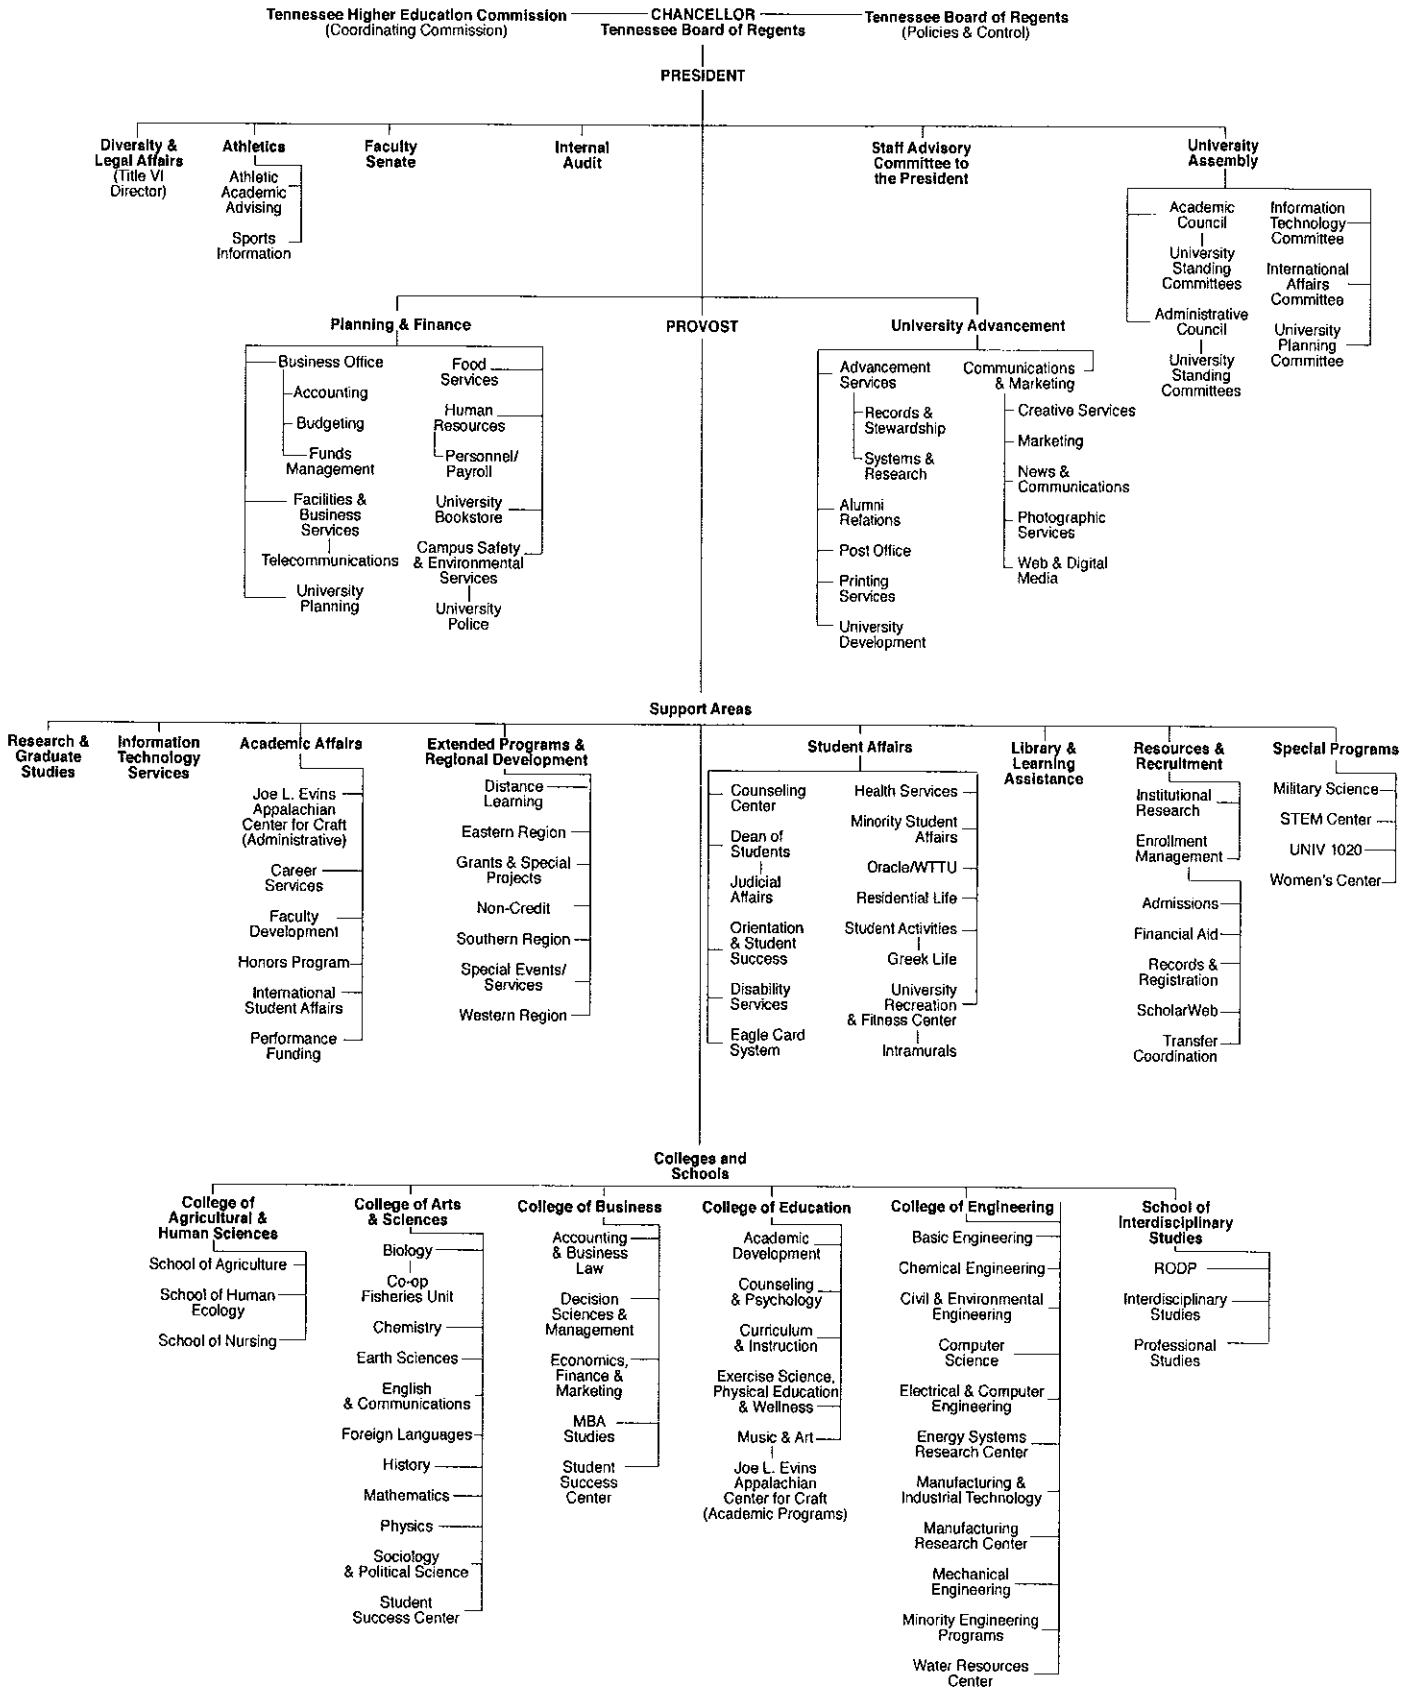 Tennessee Higher Education Commission
(Coordinating Commission)
CHANCELLOR
Tennessee Board of Regents
Tennessee Board of Regents
(Policies & Control)
PRESIDENT
Diversity &
Legal Affairs
(Title VI
Director)
Athletics
Athletic
Academic
Advising
Sports
Information
Faculty
Senate
Internal
Audit
Staff Advisory
Committee to
the President
University
Assembly
Academic
Council
University
Standing
Committees
Administrative
Council
University
Standing
Committees
Information
Technology
Committee
International
Affairs
Committee
University
Planning
Committee
Planning & Finance
Business Office
Accounting
Budgeting
Funds
Management
Facilities &
Business
Services
Telecommunications
University
Planning
Food
Services
Human
Resources
Personnel/
Payroll
University
Bookstore
Campus Safety
& Environmental
Services
University
Police
PROVOST
University Advancement
Advancement
Services
Records &
Stewardship
Systems &
Research
Alumni
Relations
Post Office
Printing
Services
University
Development
Communications
& Marketing
Creative Services
Marketing
News &
Communications
Photographic
Services
Web & Digital
Media
Support Areas
Research &
Graduate
Studies
Information
Technology
Services
Academic Affairs
Joe L. Evins
Appalachian
Center for Craft
(Administrative)
Career
Services
Faculty
Development
Honors Program
International
Student Affairs
Performance
Funding
Extended Programs &
Regional Development
Distance
Learning
Eastern Region
Grants & Special
Projects
Non-Credit
Southern Region
Special Events/
Services
Western Region
Student Affairs
Counseling
Center
Dean of
Students
Judicial
Affairs
Orientation
& Student
Success
Disability
Services
Eagle Card
System
Health Services
Minority Student
Affairs
Oracle/WTTU
Residential Life
Student Activities
Greek Life
University
Recreation
& Fitness Center
Intramurals
Library &
Learning
Assistance
Resources &
Recruitment
Institutional
Research
Enrollment
Management
Admissions
Financial Aid
Records &
Registration
ScholarWeb
Transfer
Coordination
Special Programs
Military Science
STEM Center
UNIV 1020
Women's Center
Colleges and
Schools
College of
Agricultural &
Human Sciences
School of Agriculture
School of Human
Ecology
School of Nursing
College of Arts
& Sciences
Biology
Co-op
Fisheries Unit
Chemistry
Earth Sciences
English
& Communications
Foreign Languages
History
Mathematics
Physics
Sociology
& Political Science
Student
Success Center
College of Business
Accounting
& Business
Law
Decision
Sciences &
Management
Economics,
Finance &
Marketing
MBA
Studies
Student
Success
Center
College of Education
Academic
Development
Counseling
& Psychology
Curriculum
& Instruction
Exercise Science,
Physical Education
& Wellness
Music & Art
Joe L. Evins
Appalachian
Center for Craft
(Academic Programs)
College of Engineering
Basic Engineering
Chemical Engineering
Civil & Environmental
Engineering
Computer
Science
Electrical & Computer
Engineering
Energy Systems
Research Center
Manufacturing &
Industrial Technology
Manufacturing
Research Center
Mechanical
Engineering
Minority Engineering
Programs
Water Resources
Center
School of
Interdisciplinary
Studies
RODP
Interdisciplinary
Studies
Professional
Studies